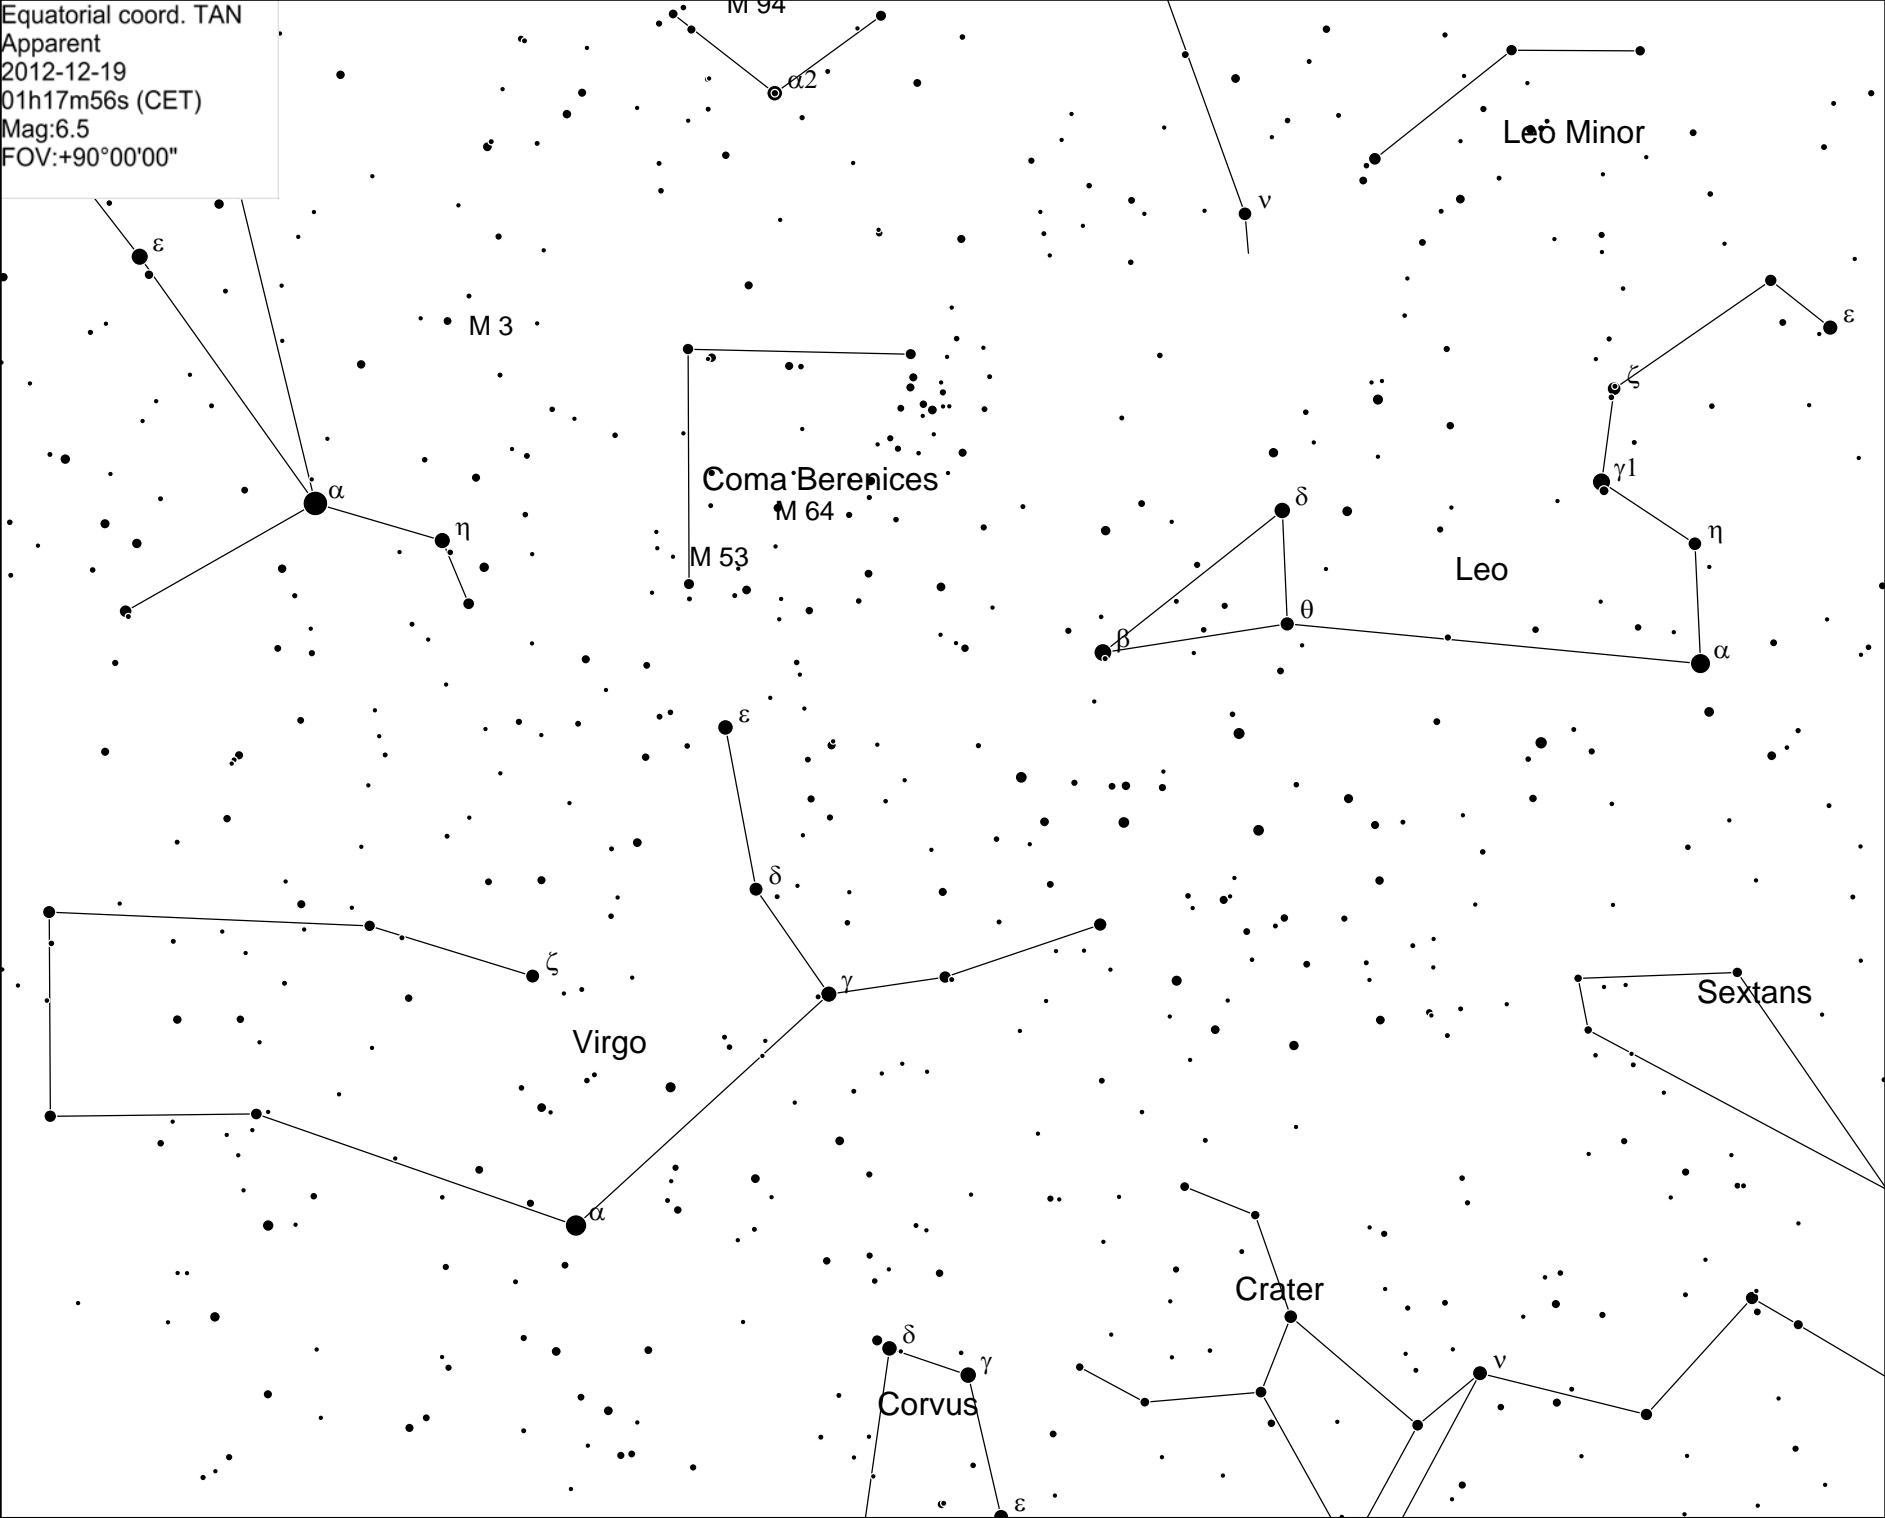 Equatorial coord. TAN
Apparent
2012-12-19
01h17m56s (CET)
Mag:6.5
FOV:+90°00'00"
M 94
α2
Leo Minor
ν
ε
M 3
ε
ζ
Coma Berenices
γ1
α
M 64
δ
η
η
M 53
Leo
θ
β
α
ε
δ
ζ
γ
Sextans
Virgo
α
Crater
δ
γ
ν
Corvus
ε